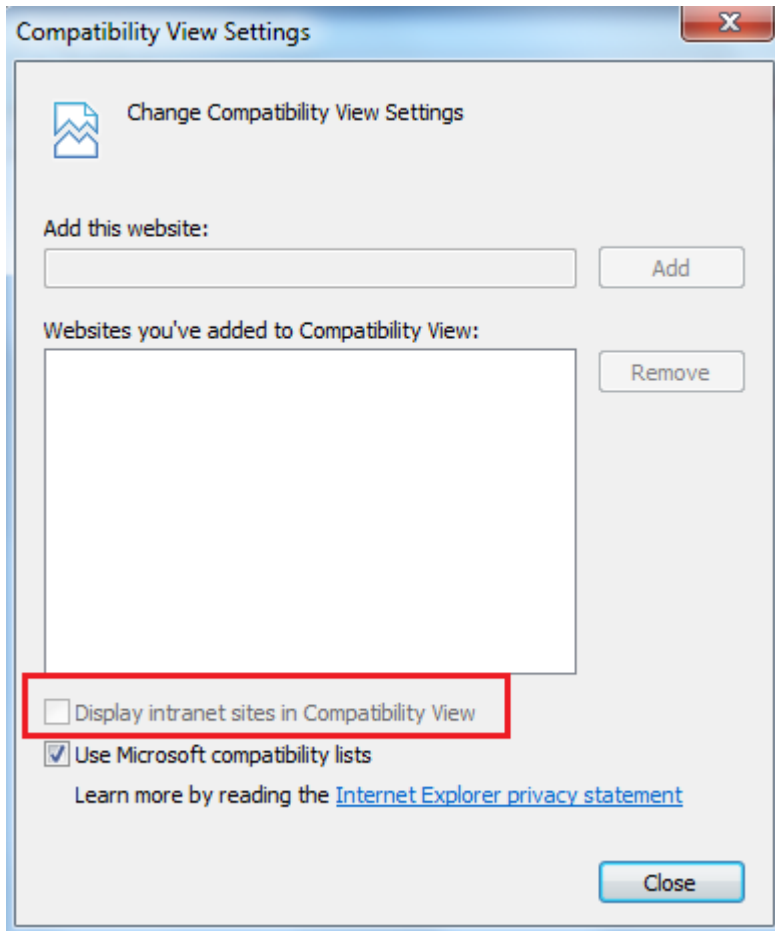 Compatibility View Settings
Change Compatibility View Settings
Add this website:
Add
Websites you've added to Compatibility View:
Remove
Display intranet sites in Compatibility View
Use Microsoft compatibility lists
Learn more by reading the Internet Explorer privacy statement
Close